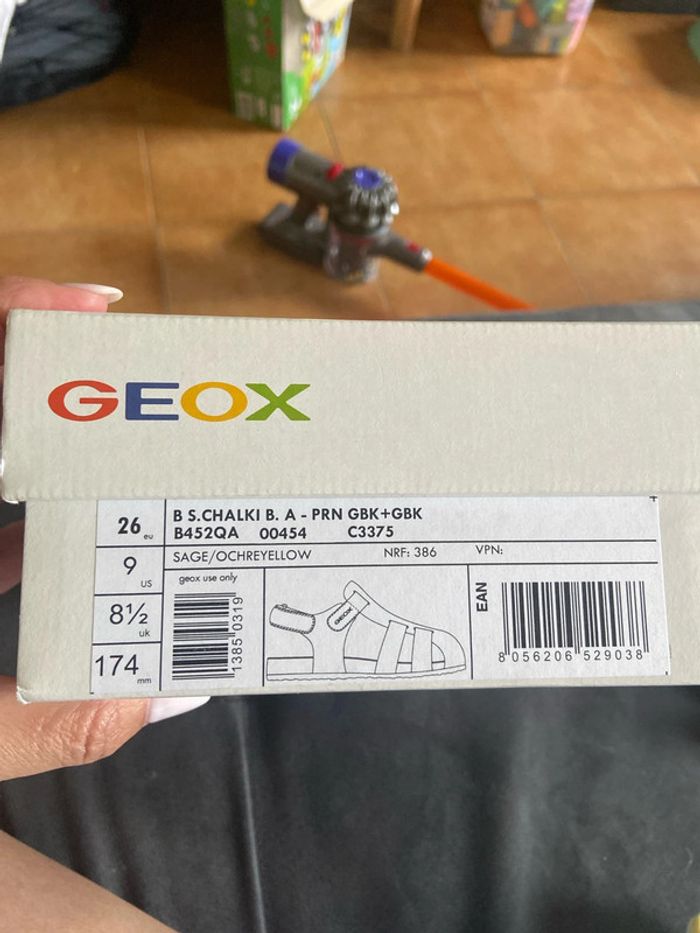 GEOX
26 eu
B S.CHALKI B. A - PRN GBK+GBK
B452QA 00454 C3375
9 US
SAGE/OCHREYELLOW NRF: 386 VPN:
geox use only
8½ uk
174 mm
1385 0319
GEOX
EAN
8 056206 529038